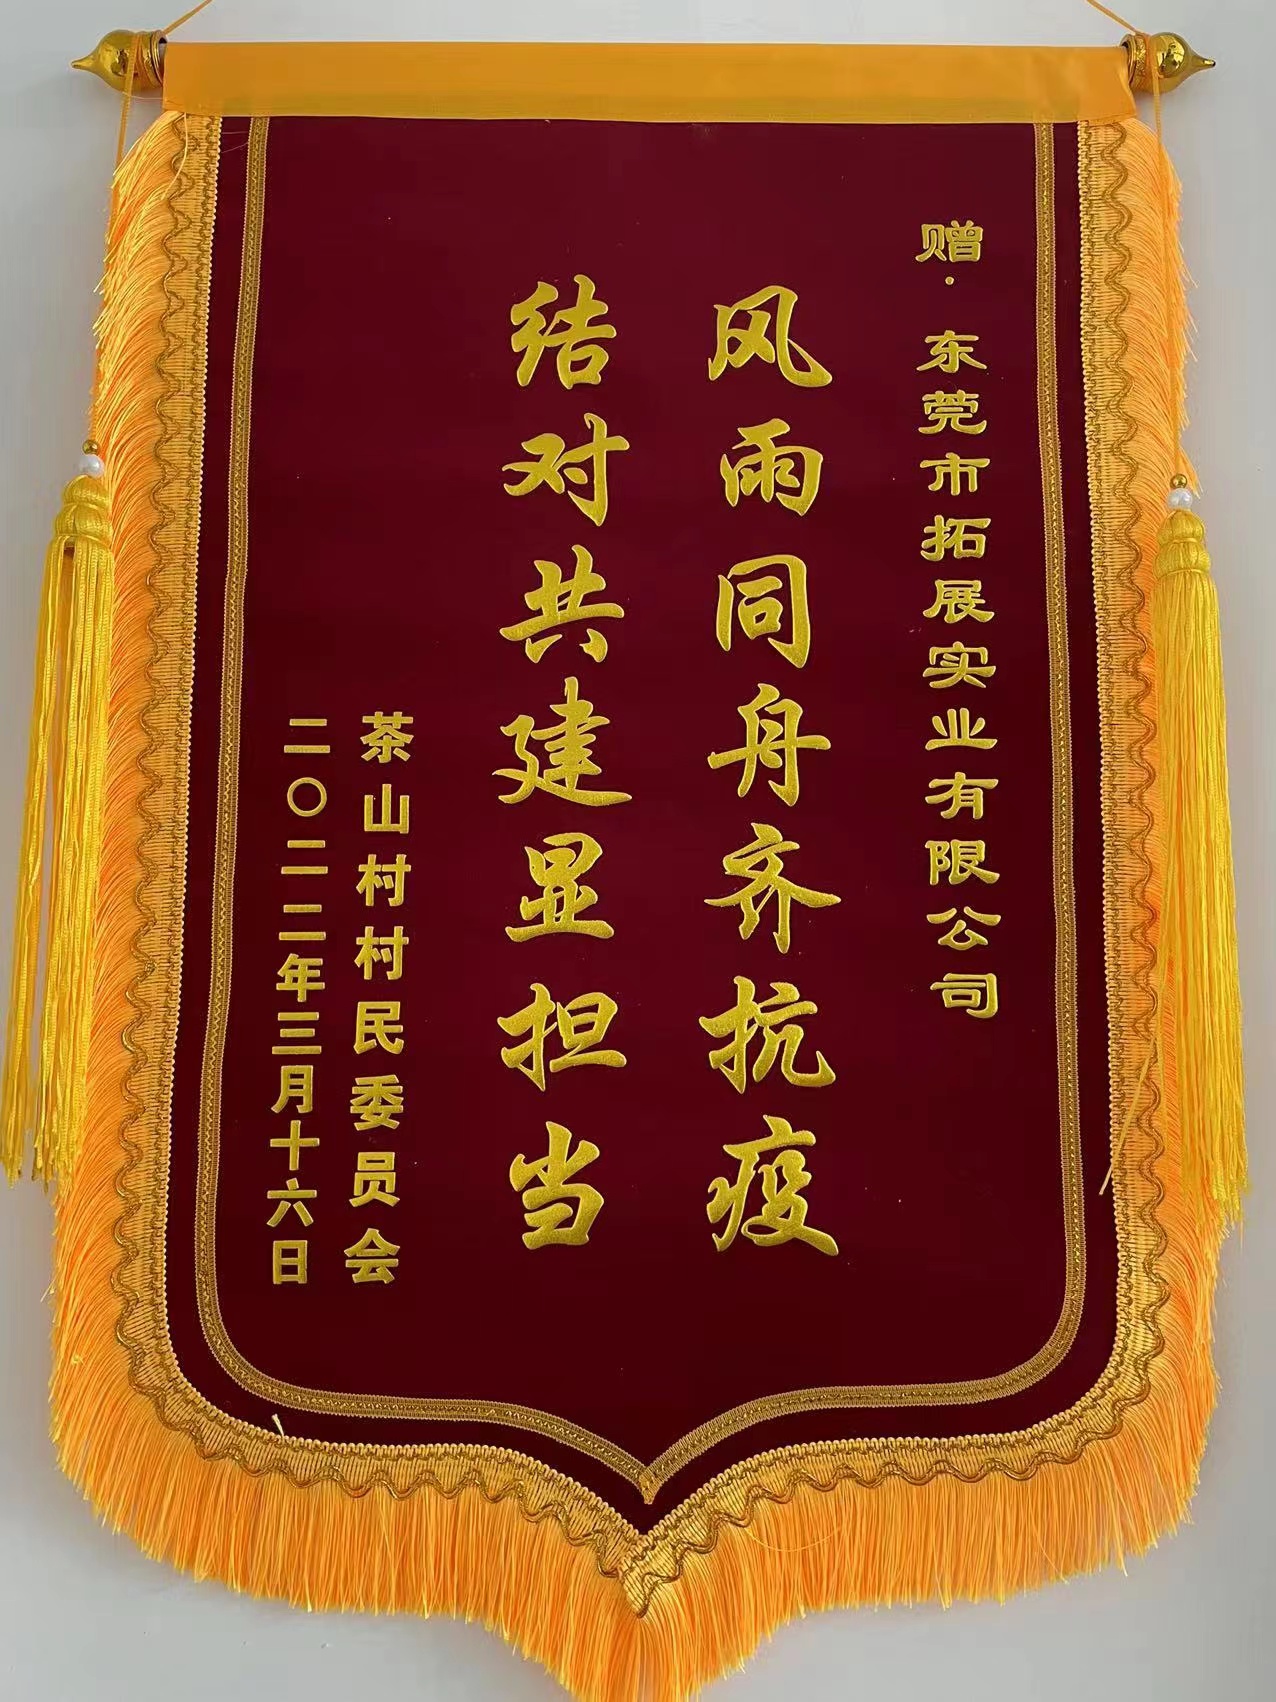 赠·东莞市拓展实业有限公司
风雨同舟齐抗疫
结对共建显担当
茶山村村民委员会
二〇二二年三月十六日